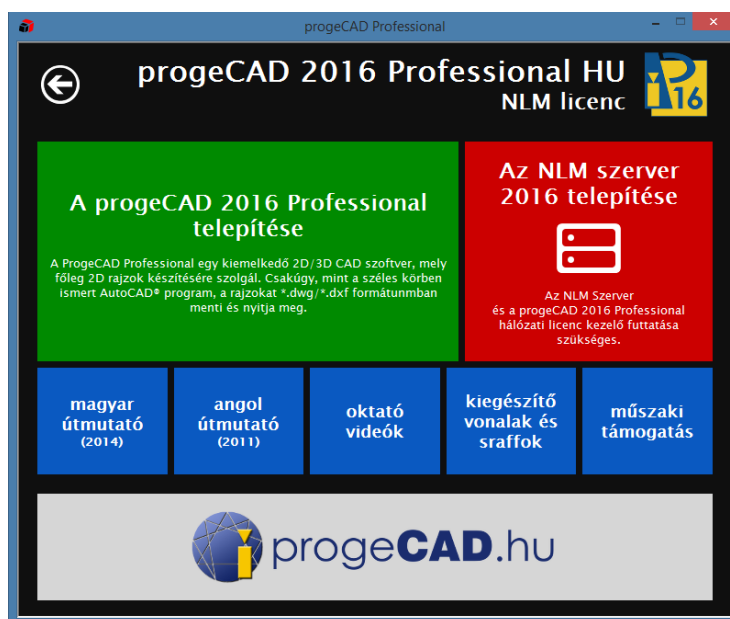 progeCAD Professional
progeCAD 2016 Professional HU
NLM licenc
16
A progeCAD 2016 Professional
telepítése
A ProgeCAD Professional egy kiemelkedő 2D/3D CAD szoftver, mely
főleg 2D rajzok készítésére szolgál. Csakúgy, mint a széles körben
ismert AutoCAD® program, a rajzokat *.dwg/*.dxf formátunmban
menti és nyitja meg.
Az NLM szerver
2016 telepítése
Az NLM Szerver
és a progeCAD 2016 Professional
hálózati licenc kezelő futtatása
szükséges.
magyar
útmutató
(2014)
angol
útmutató
(2011)
oktató
videók
kiegészítő
vonalak és
sraffok
műszaki
támogatás
progeCAD.hu